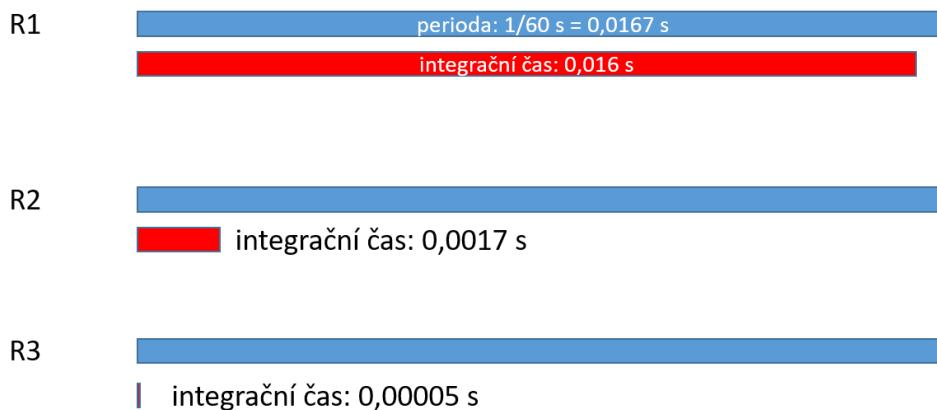 R1
perioda: 1/60 s = 0,0167 s
integrační čas: 0,016 s
R2
integrační čas: 0,0017 s
R3
integrační čas: 0,00005 s